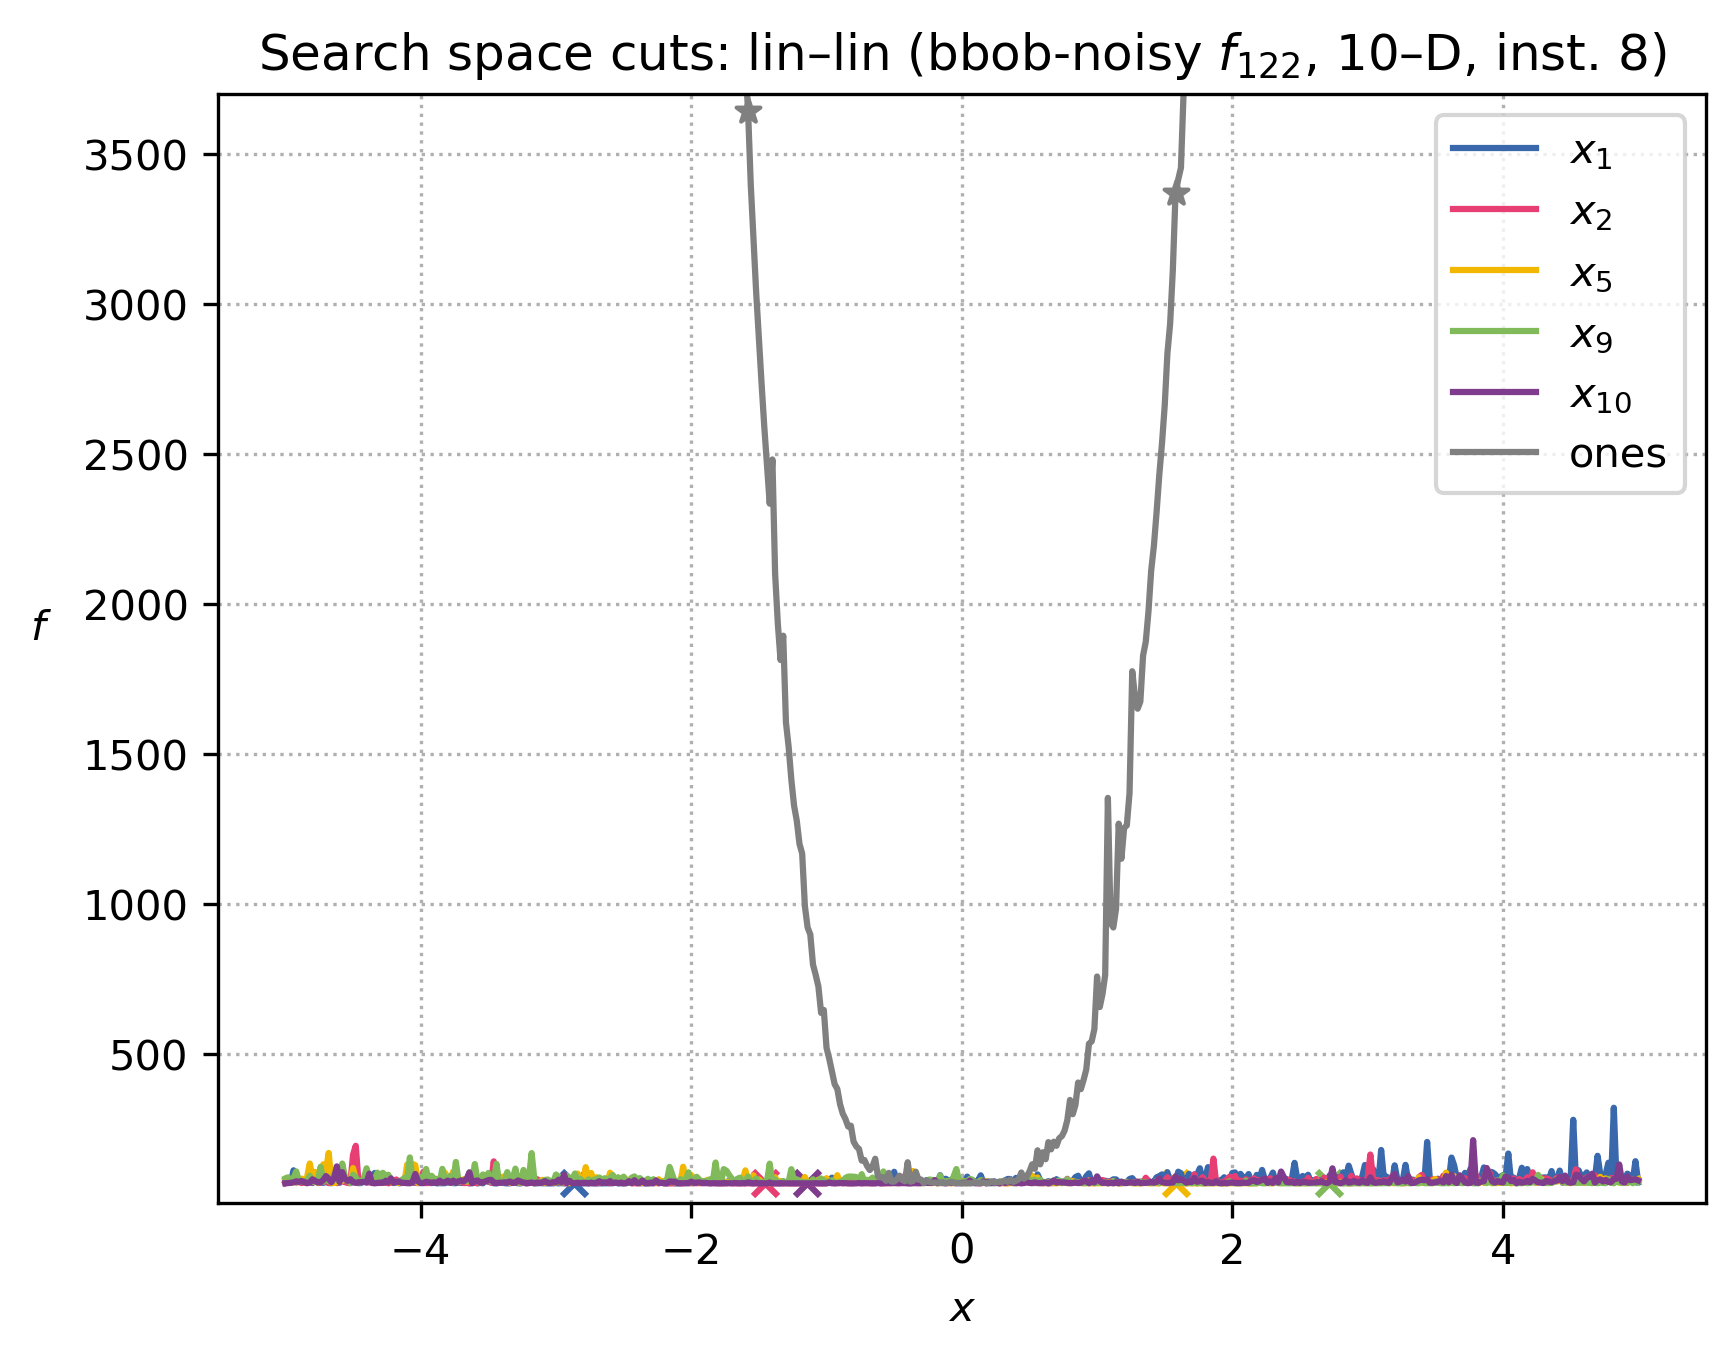 Search space cuts: lin–lin (bbob-noisy f₁₂₂, 10–D, inst. 8)
3500
3000
2500
2000
1500
1000
500
f
−4
−2
0
2
4
x
x₁
x₂
x₅
x₉
x₁₀
ones